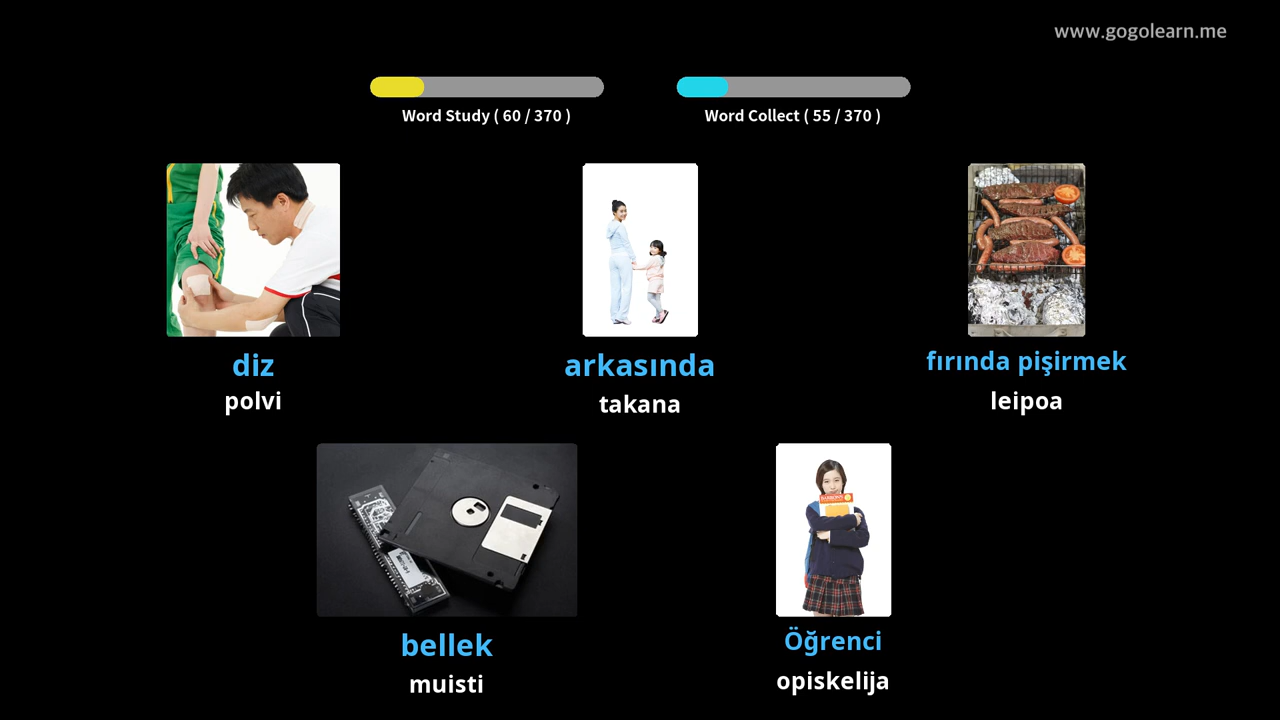 www.gogolearn.me
Word Study ( 60 / 370 )
Word Collect ( 55 / 370 )
diz
polvi
arkasında
takana
fırında pişirmek
leipoa
bellek
muisti
Öğrenci
opiskelija